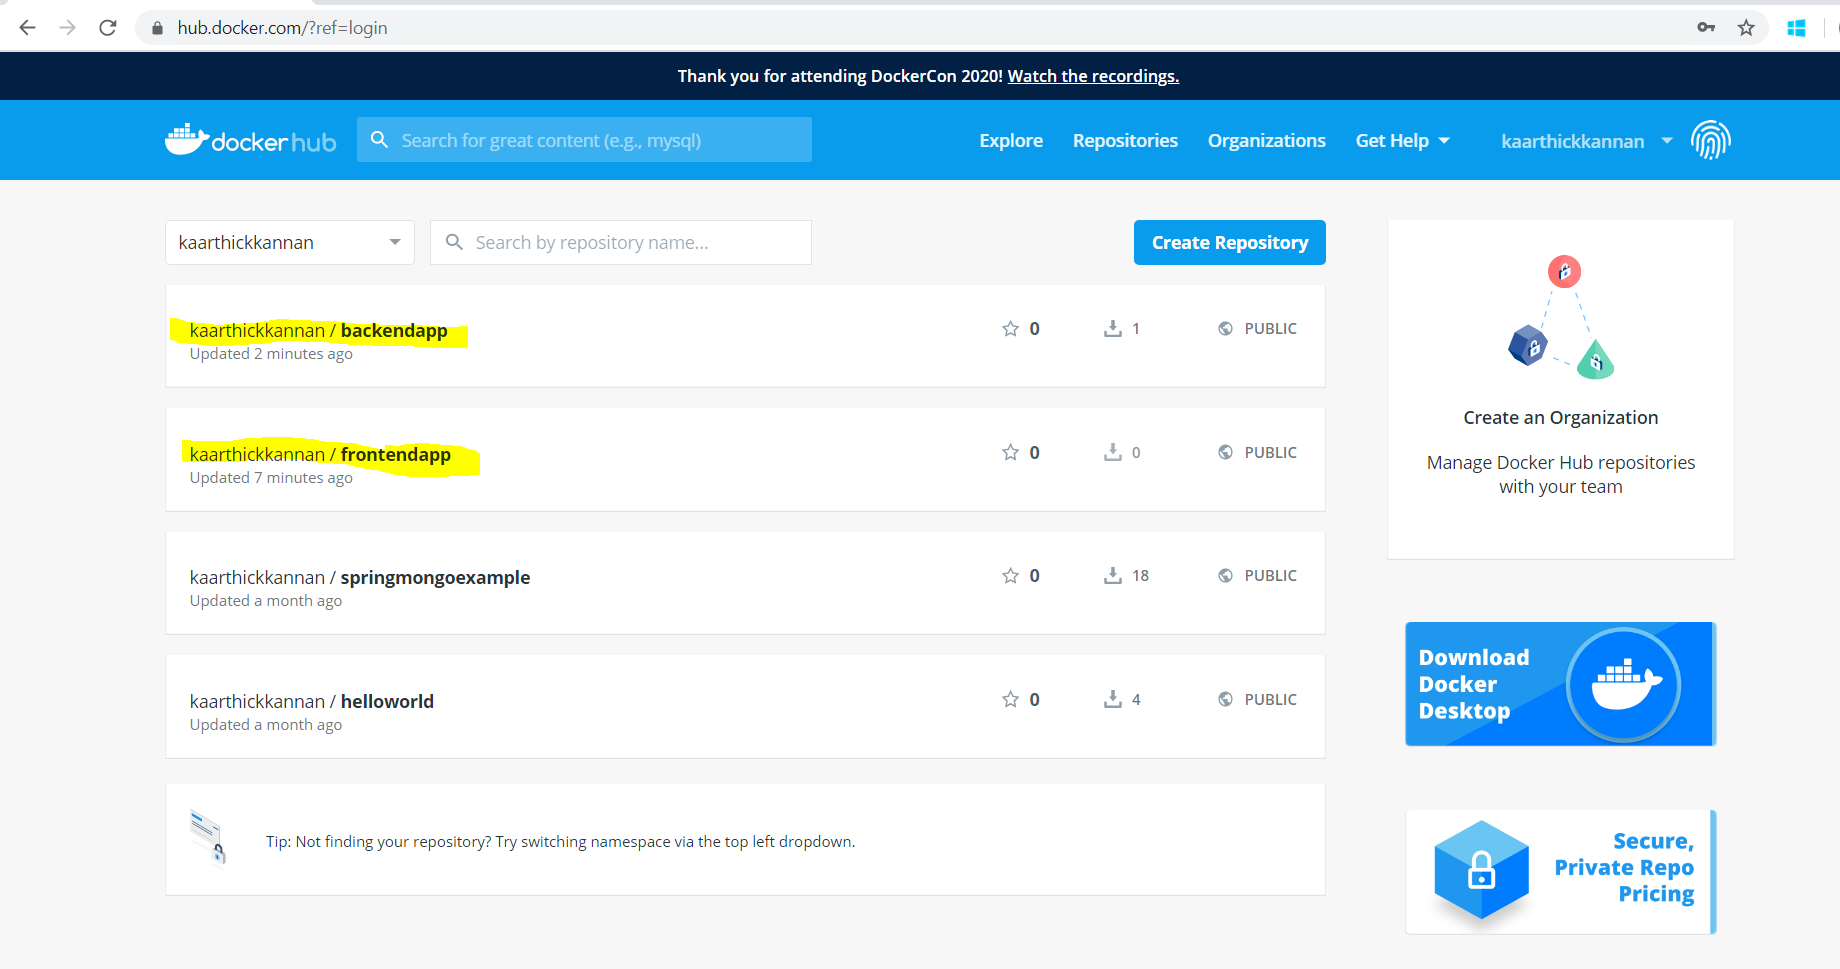 hub.docker.com/?ref=login
Thank you for attending DockerCon 2020! Watch the recordings.
docker hub
Search for great content (e.g., mysql)
Explore
Repositories
Organizations
Get Help
kaarthickkannan
kaarthickkannan
Search by repository name...
Create Repository
kaarthickkannan / backendapp
Updated 2 minutes ago
0
1
PUBLIC
kaarthickkannan / frontendapp
Updated 7 minutes ago
0
0
PUBLIC
kaarthickkannan / springmongoexample
Updated a month ago
0
18
PUBLIC
kaarthickkannan / helloworld
Updated a month ago
0
4
PUBLIC
Tip: Not finding your repository? Try switching namespace via the top left dropdown.
Create an Organization
Manage Docker Hub repositories
with your team
Download
Docker
Desktop
Secure,
Private Repo
Pricing